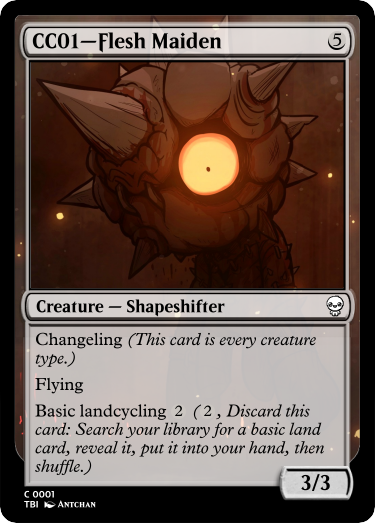 CC01—Flesh Maiden 5
Creature — Shapeshifter
Changeling (This card is every creature
type.)
Flying
Basic landcycling 2 ( 2 , Discard this
card: Search your library for a basic land
card, reveal it, put it into your hand, then
shuffle.)
3/3
C 0001
TBI Antchan